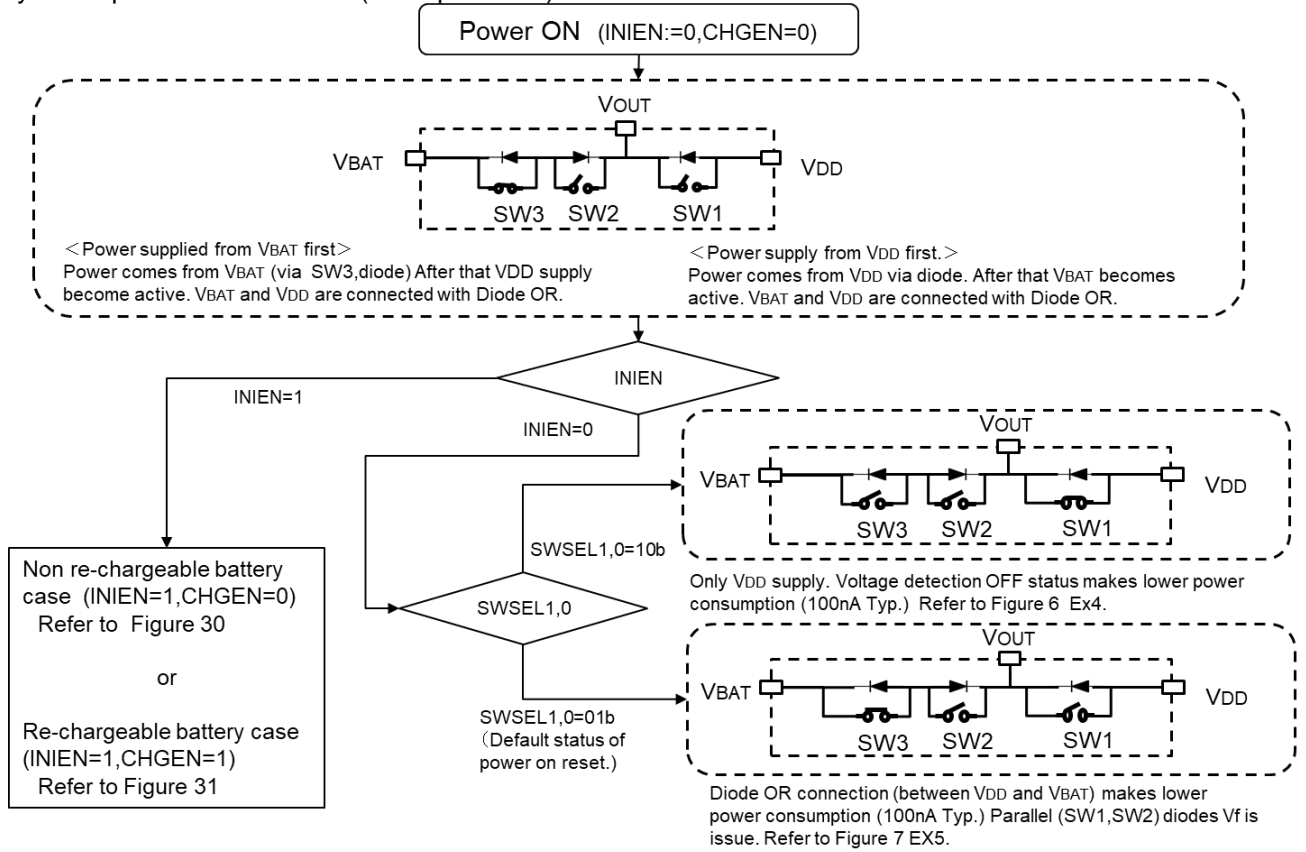 Power ON (INIEN:=0,CHGEN=0)
VOUT
VBAT
VDD
SW3
SW2
SW1
＜Power supplied from VBAT first＞
Power comes from VBAT (via SW3,diode) After that VDD supply
become active. VBAT and VDD are connected with Diode OR.
＜Power supply from VDD first.＞
Power comes from VDD via diode. After that VBAT becomes
active. VBAT and VDD are connected with Diode OR.
INIEN
INIEN=1
INIEN=0
VOUT
VBAT
VDD
SW3
SW2
SW1
SWSEL1,0=10b
Only VDD supply. Voltage detection OFF status makes lower power
consumption (100nA Typ.) Refer to Figure 6 Ex4.
Non re-chargeable battery
case (INIEN=1,CHGEN=0)
Refer to Figure 30
or
Re-chargeable battery case
(INIEN=1,CHGEN=1)
Refer to Figure 31
SWSEL1,0
VOUT
VBAT
VDD
SW3
SW2
SW1
SWSEL1,0=01b
（Default status of
power on reset.)
Diode OR connection (between VDD and VBAT) makes lower
power consumption (100nA Typ.) Parallel (SW1,SW2) diodes Vf is
issue. Refer to Figure 7 EX5.